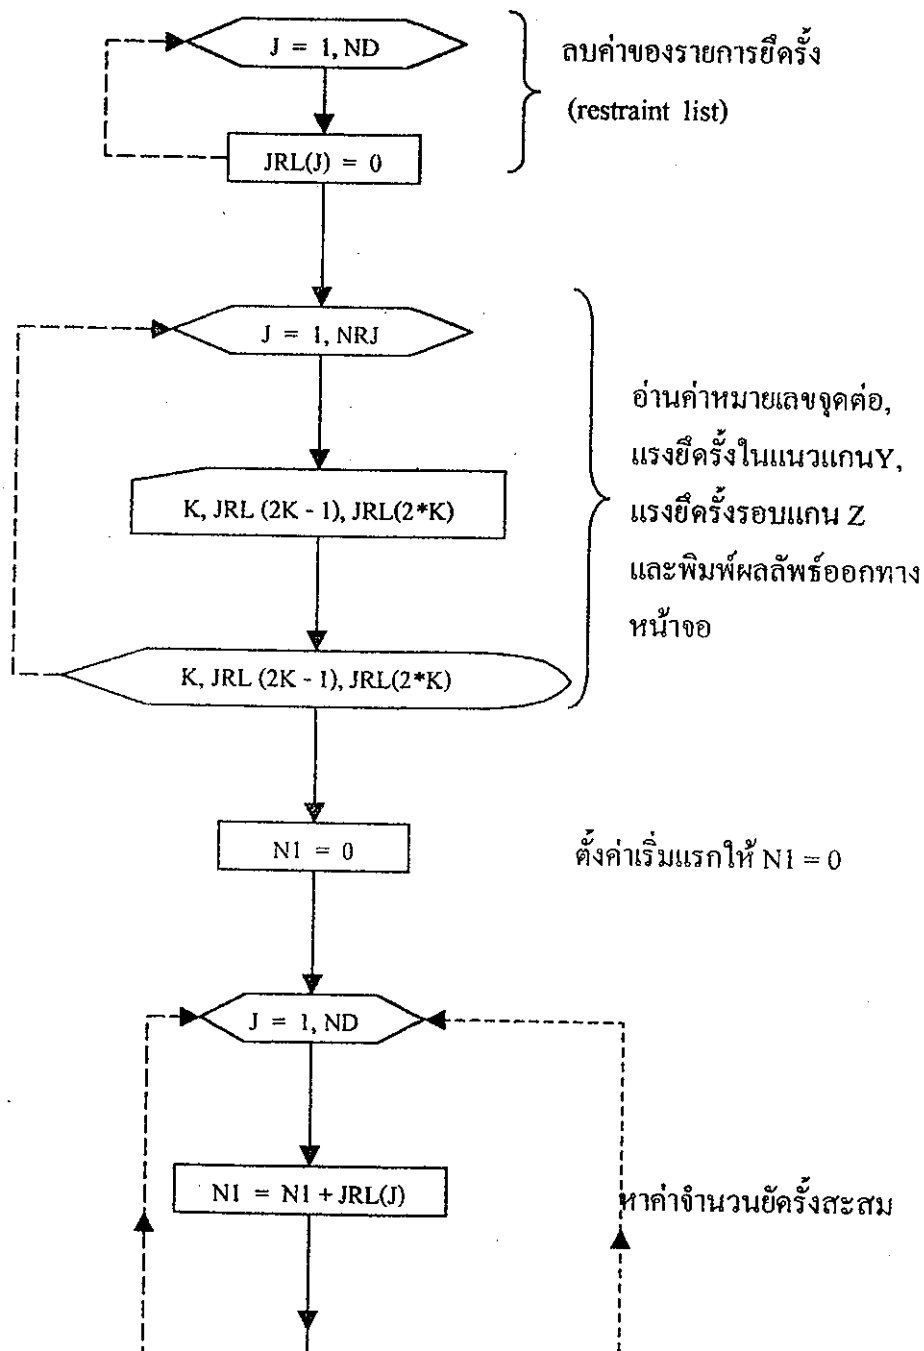 J = 1, ND
ลบค่าของรายการยึดรั้ง
(restraint list)
JRL(J) = 0
J = 1, NRJ
อ่านค่าหมายเลขจุดต่อ,
แรงยึดรั้งในแนวแกนY,
แรงยึดรั้งรอบแกน Z
และพิมพ์ผลลัพธ์ออกทาง
หน้าจอ
K, JRL (2K - 1), JRL(2*K)
K, JRL (2K - 1), JRL(2*K)
N1 = 0
ตั้งค่าเริ่มแรกให้ N1 = 0
J = 1, ND
N1 = N1 + JRL(J)
หาค่าจำนวนยัครั้งสะสม